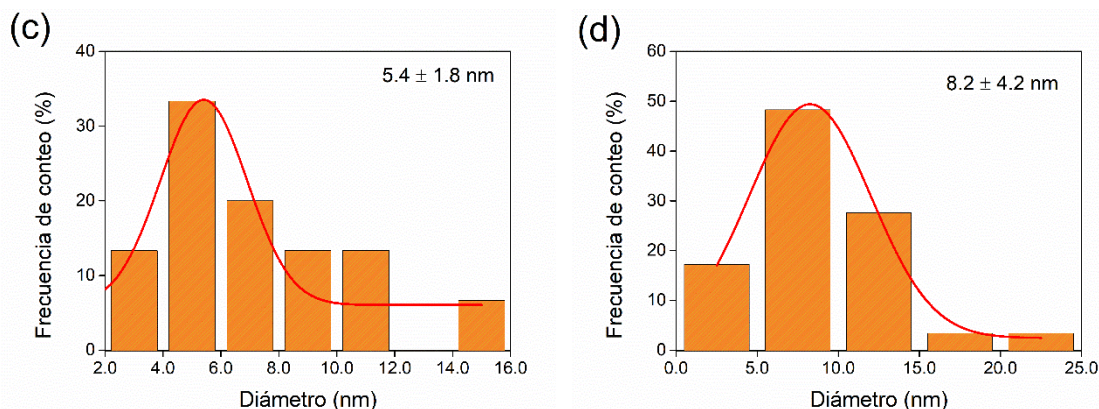 (c)
Frecuencia de conteo (%)
40
30
20
10
0
5.4 ± 1.8 nm
2.0 4.0 6.0 8.0 10.0 12.0 14.0 16.0
Diámetro (nm)
(d)
Frecuencia de conteo (%)
60
50
40
30
20
10
0
8.2 ± 4.2 nm
0.0 5.0 10.0 15.0 20.0 25.0
Diámetro (nm)